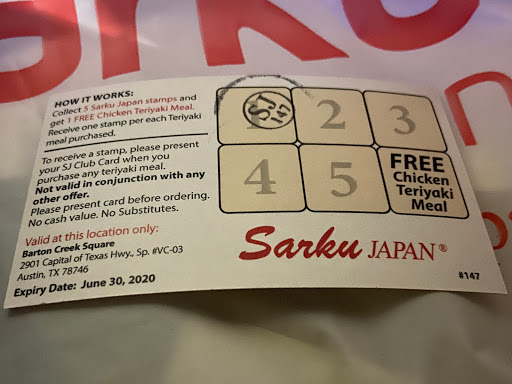 HOW IT WORKS:
Collect 5 Sarku Japan stamps and
get 1 FREE Chicken Teriyaki Meal.
Receive one stamp per each Teriyaki
meal purchased.
To receive a stamp, please present
your SJ Club Card when you
purchase any teriyaki meal.
Not valid in conjunction with any
other offer.
Please present card before ordering.
No cash value. No Substitutes.
Valid at this location only:
Barton Creek Square
2901 Capital of Texas Hwy., Sp. #VC-03
Austin, TX 78746
Expiry Date: June 30, 2020
1 2 3
SJ
147
4 5 FREE
Chicken
Teriyaki
Meal
Sarku JAPAN®
#147